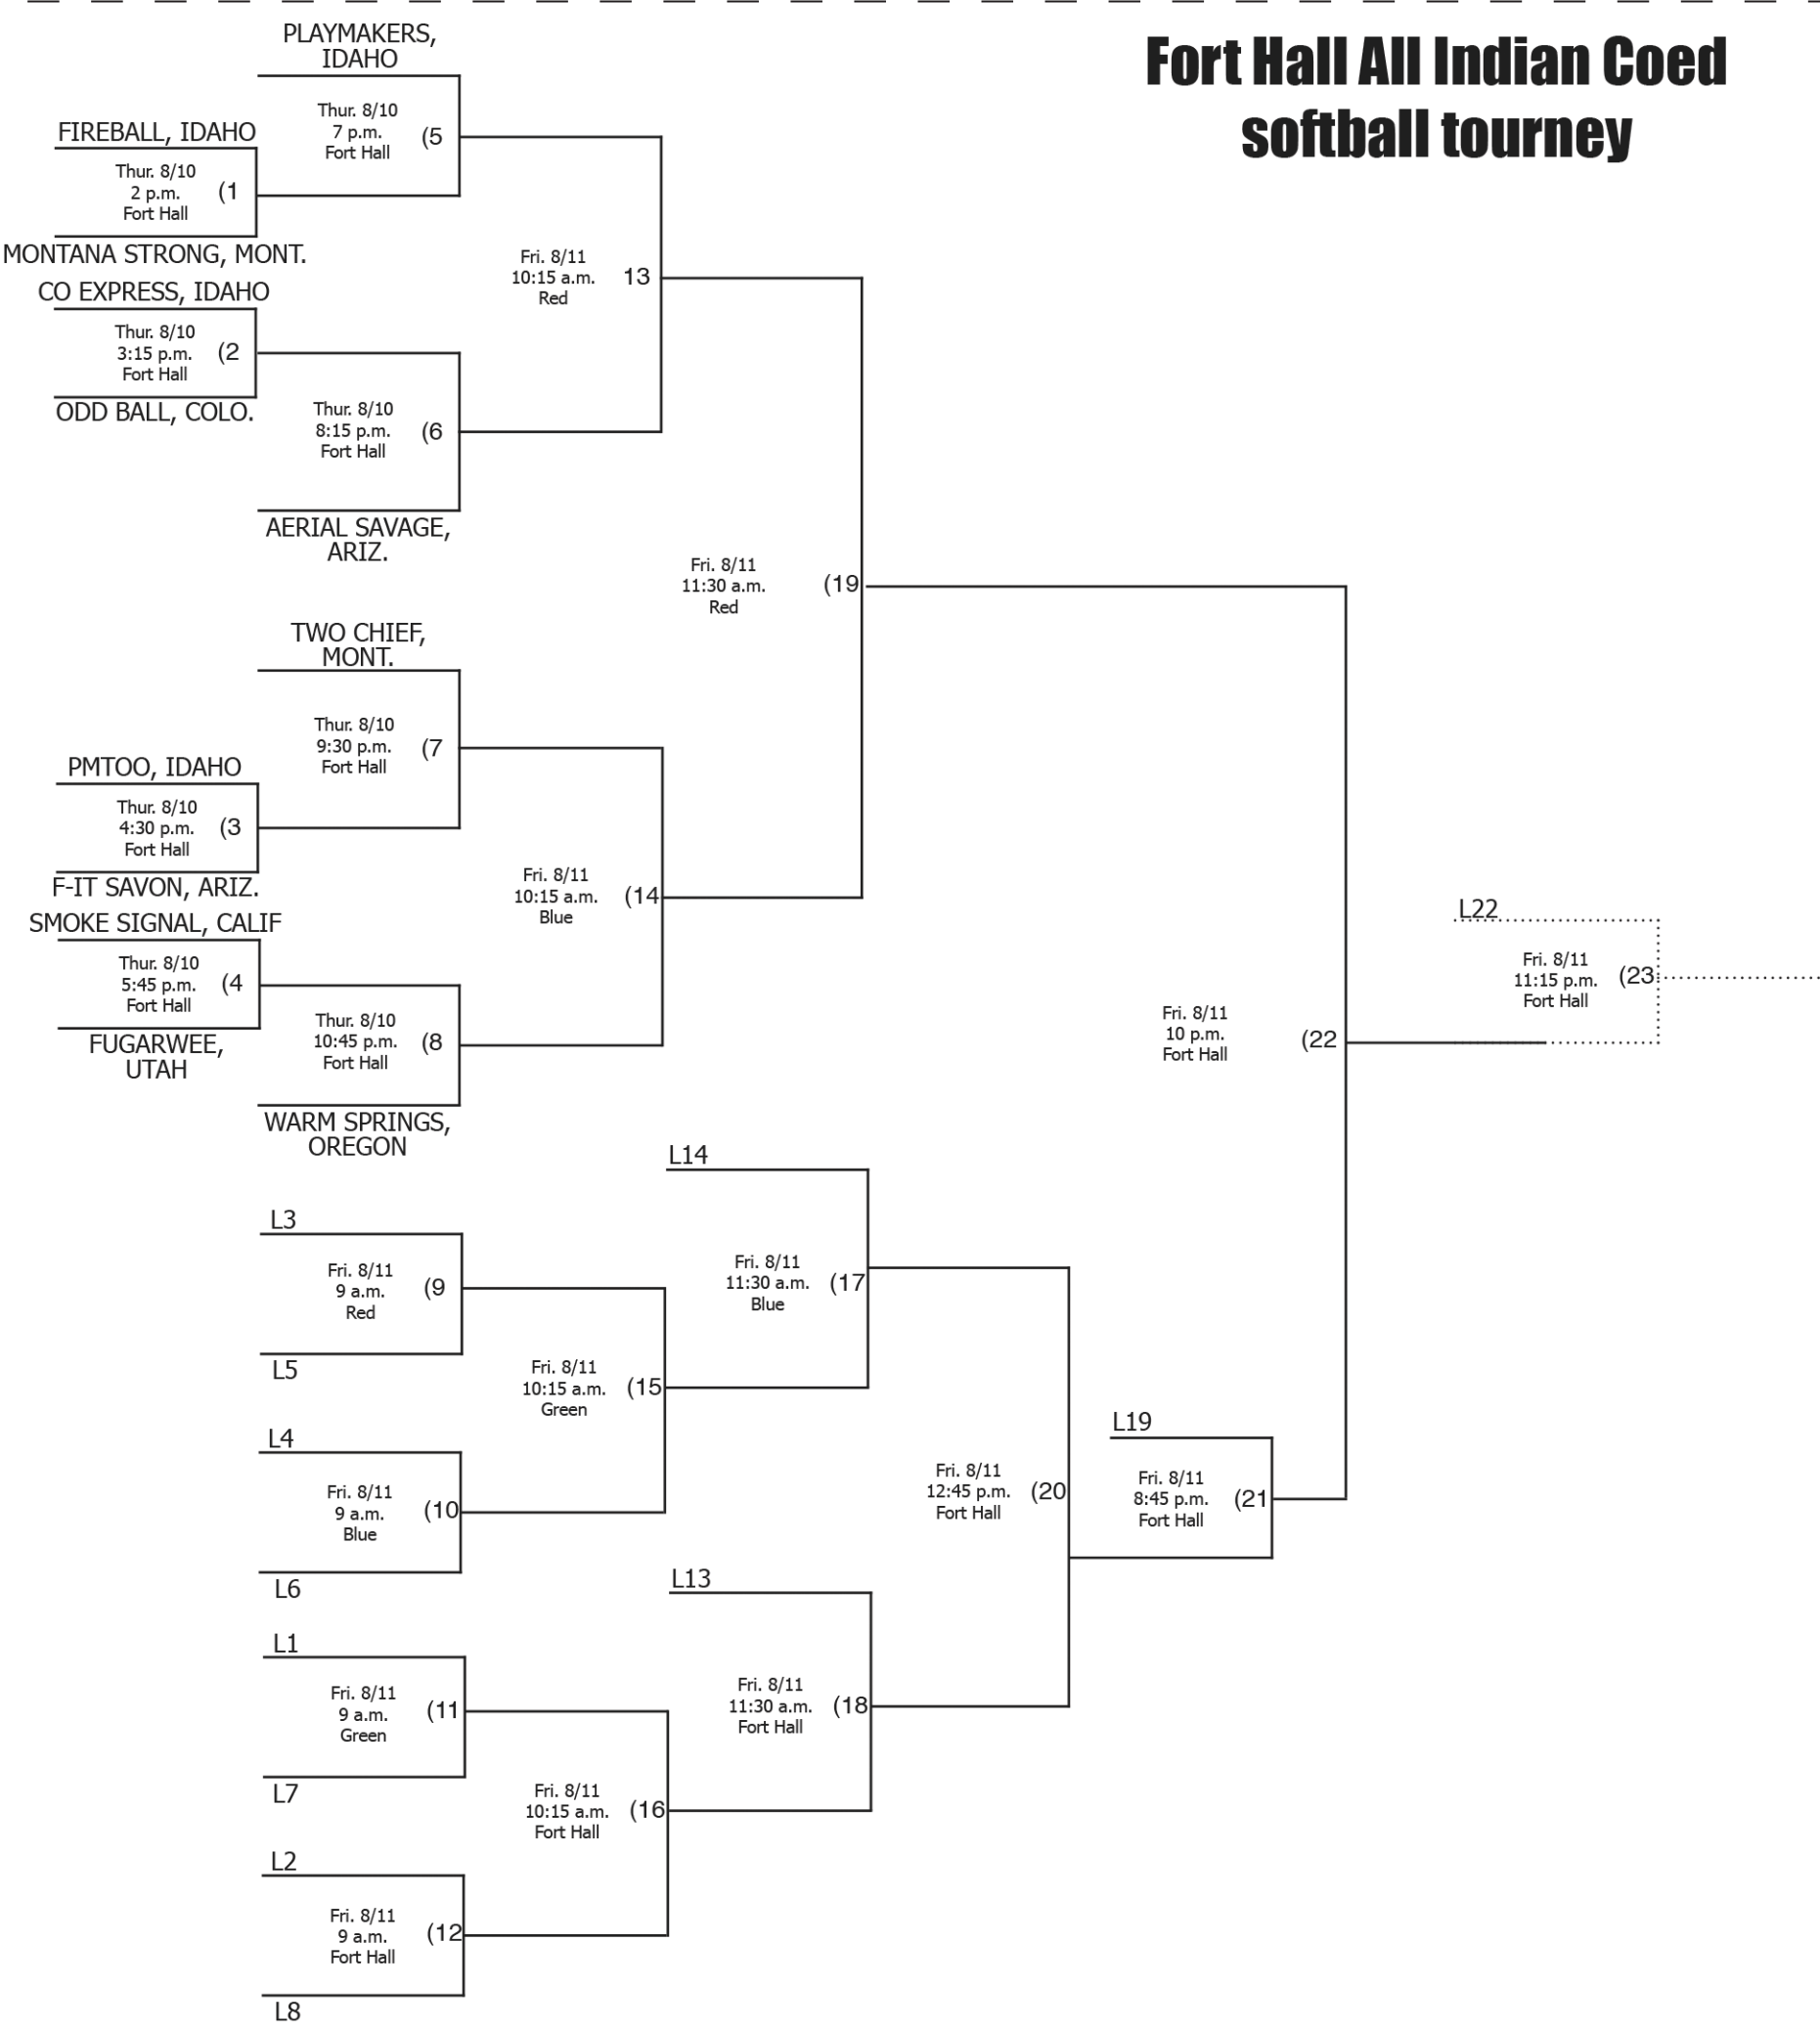 Fort Hall All Indian Coed
softball tourney
PLAYMAKERS,
IDAHO
Thur. 8/10
7 p.m.
Fort Hall
(5
FIREBALL, IDAHO
Thur. 8/10
2 p.m.
Fort Hall
(1
MONTANA STRONG, MONT.
CO EXPRESS, IDAHO
Thur. 8/10
3:15 p.m.
Fort Hall
(2
ODD BALL, COLO.
Thur. 8/10
8:15 p.m.
Fort Hall
(6
AERIAL SAVAGE,
ARIZ.
Fri. 8/11
10:15 a.m.
Red
13
Fri. 8/11
11:30 a.m.
Red
(19
TWO CHIEF,
MONT.
Thur. 8/10
9:30 p.m.
Fort Hall
(7
PMTOO, IDAHO
Thur. 8/10
4:30 p.m.
Fort Hall
(3
F-IT SAVON, ARIZ.
SMOKE SIGNAL, CALIF
Thur. 8/10
5:45 p.m.
Fort Hall
(4
FUGARWEE,
UTAH
Thur. 8/10
10:45 p.m.
Fort Hall
(8
WARM SPRINGS,
OREGON
Fri. 8/11
10:15 a.m.
Blue
(14
L22
Fri. 8/11
11:15 p.m.
Fort Hall
(23
Fri. 8/11
10 p.m.
Fort Hall
(22
L14
Fri. 8/11
11:30 a.m.
Blue
(17
L3
Fri. 8/11
9 a.m.
Red
(9
L5
Fri. 8/11
10:15 a.m.
Green
(15
L4
Fri. 8/11
9 a.m.
Blue
(10
L6
L19
Fri. 8/11
8:45 p.m.
Fort Hall
(21
Fri. 8/11
12:45 p.m.
Fort Hall
(20
L13
Fri. 8/11
11:30 a.m.
Fort Hall
(18
L1
Fri. 8/11
9 a.m.
Green
(11
L7
Fri. 8/11
10:15 a.m.
Fort Hall
(16
L2
Fri. 8/11
9 a.m.
Fort Hall
(12
L8